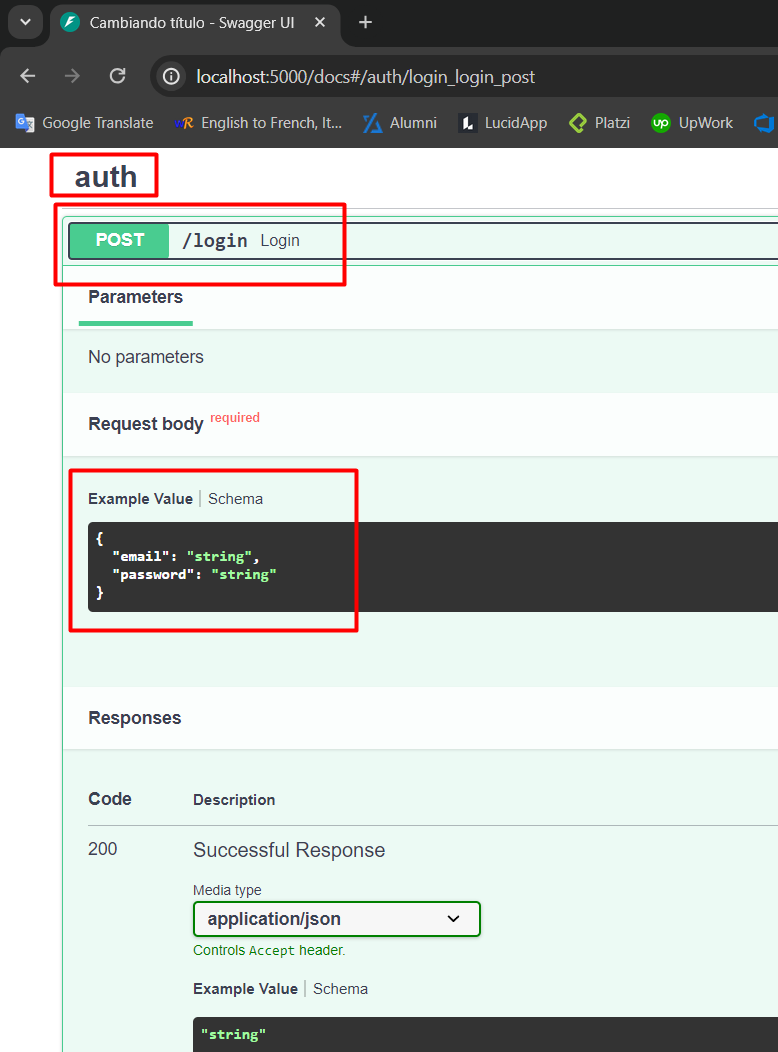 Cambiando título - Swagger UI
localhost:5000/docs#/auth/login_login_post
Google Translate English to French, It... Alumni LucidApp Platzi UpWork
auth
POST /login Login
Parameters
No parameters
Request body required
Example Value Schema
{
"email": "string",
"password": "string"
}
Responses
Code Description
200 Successful Response
Media type
application/json
Controls Accept header.
Example Value Schema
"string"